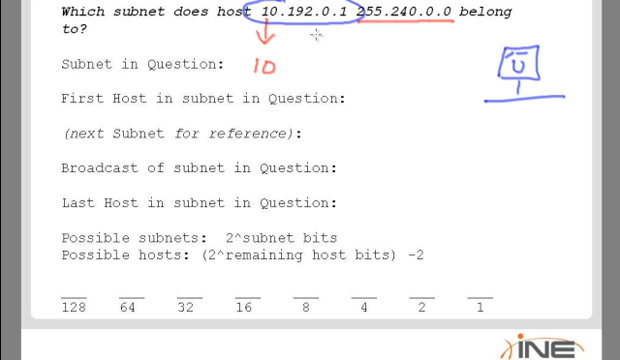 Which subnet does host 10.192.0.1 255.240.0.0 belong
to?
Subnet in Question: 10
First Host in subnet in Question:
(next Subnet for reference):
Broadcast of subnet in Question:
Last Host in subnet in Question:
Possible subnets: 2^subnet bits
Possible hosts: (2^remaining host bits) -2
128 64 32 16 8 4 2 1
INE